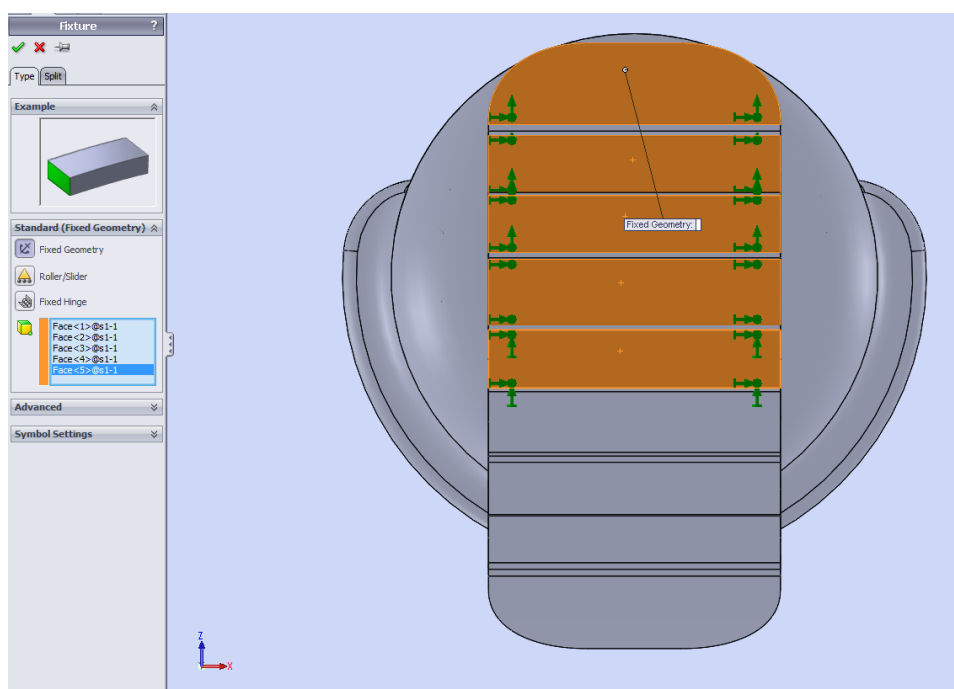 Fixture ?
Type Split
Example
Standard (Fixed Geometry)
Fixed Geometry
Roller/Slider
Fixed Hinge
Face<1>@s1-1
Face<2>@s1-1
Face<3>@s1-1
Face<4>@s1-1
Face<5>@s1-1
Advanced
Symbol Settings
Fixed Geometry:
Z
X